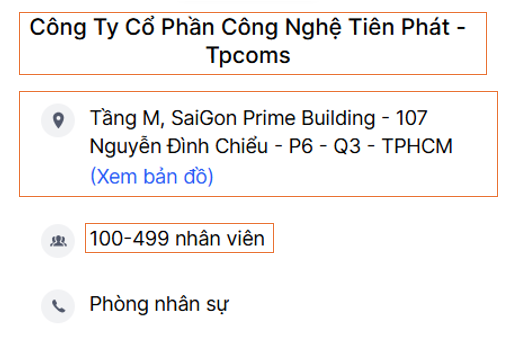 Công Ty Cổ Phần Công Nghệ Tiên Phát -
Tpcoms
Tầng M, SaiGon Prime Building - 107
Nguyễn Đình Chiểu - P6 - Q3 - TPHCM
(Xem bản đồ)
100-499 nhân viên
Phòng nhân sự